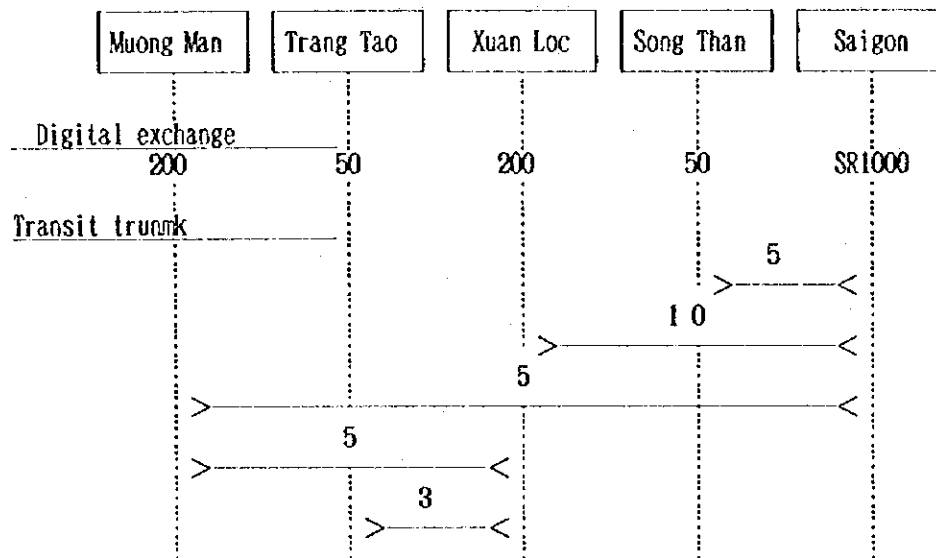 Muong Man Trang Tao Xuan Loc Song Than Saigon
Digital exchange
200 50 200 50 SR1000
Transit trunmk
5
10
5
5
3